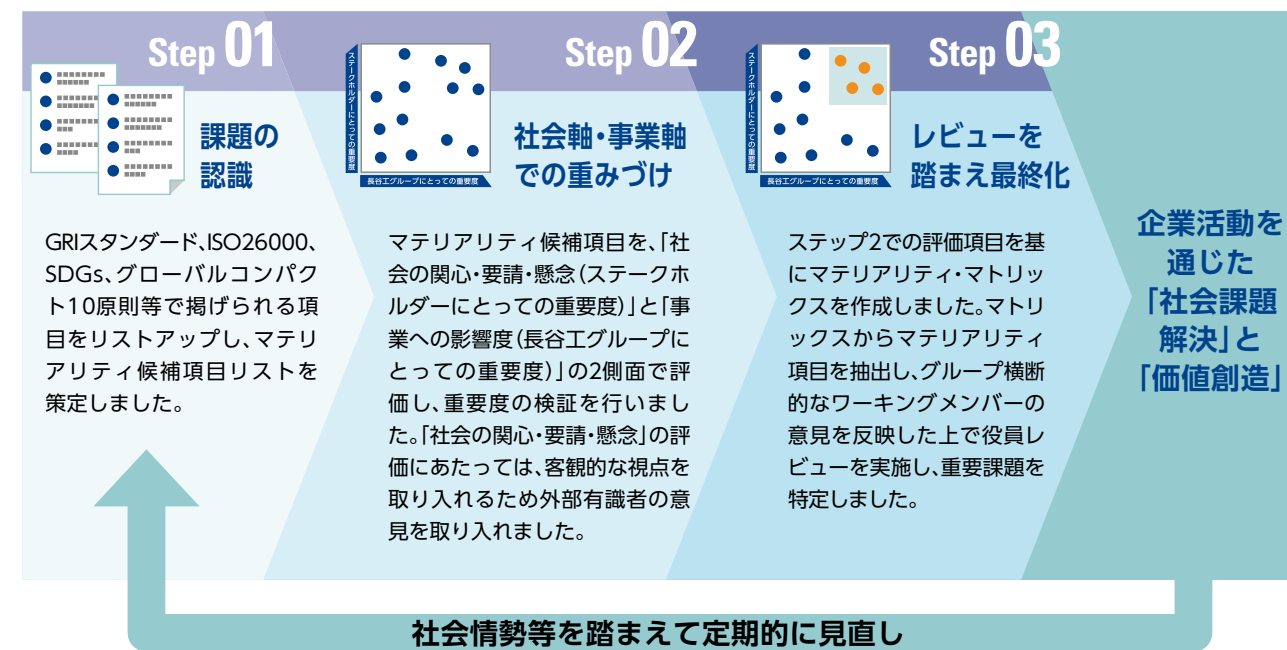 Step 01
課題の
認識
GRIスタンダード、ISO26000、
SDGs、グローバルコンパク
ト10原則等で掲げられる項
目をリストアップし、マテリ
アリティ候補項目リストを
策定しました。
Step 02
ステークホルダーにとっての重要度
長谷工グループにとっての重要度
社会軸・事業軸
での重みづけ
マテリアリティ候補項目を、「社
会の関心・要請・懸念（ステークホ
ルダーにとっての重要度）」と「事
業への影響度（長谷工グループに
とっての重要度）」の2側面で評
価し、重要度の検証を行いまし
た。「社会の関心・要請・懸念」の評
価にあたっては、客観的な視点を
取り入れるため外部有識者の意
見を取り入れました。
Step 03
ステークホルダーにとっての重要度
長谷工グループにとっての重要度
レビューを
踏まえ最終化
ステップ2での評価項目を基
にマテリアリティ・マトリッ
クスを作成しました。マトリ
ックスからマテリアリティ
項目を抽出し、グループ横断
的なワーキングメンバーの
意見を反映した上で役員レ
ビューを実施し、重要課題を
特定しました。
企業活動を
通じた
「社会課題
解決」と
「価値創造」
社会情勢等を踏まえて定期的に見直し